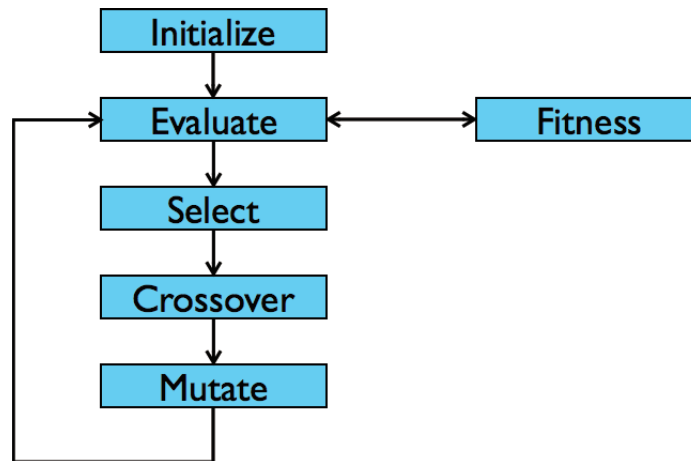 Initialize
Evaluate
Fitness
Select
Crossover
Mutate